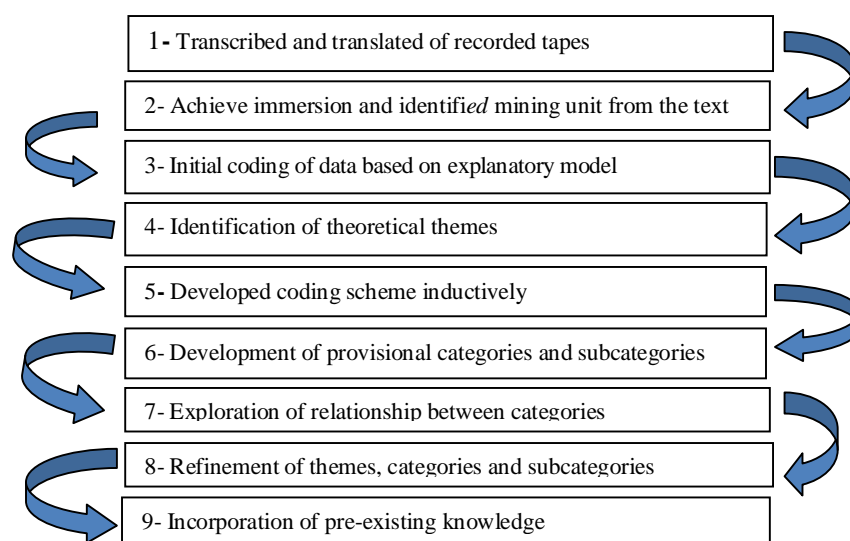 1- Transcribed and translated of recorded tapes
2- Achieve immersion and identified mining unit from the text
3- Initial coding of data based on explanatory model
4- Identification of theoretical themes
5- Developed coding scheme inductively
6- Development of provisional categories and subcategories
7- Exploration of relationship between categories
8- Refinement of themes, categories and subcategories
9- Incorporation of pre-existing knowledge